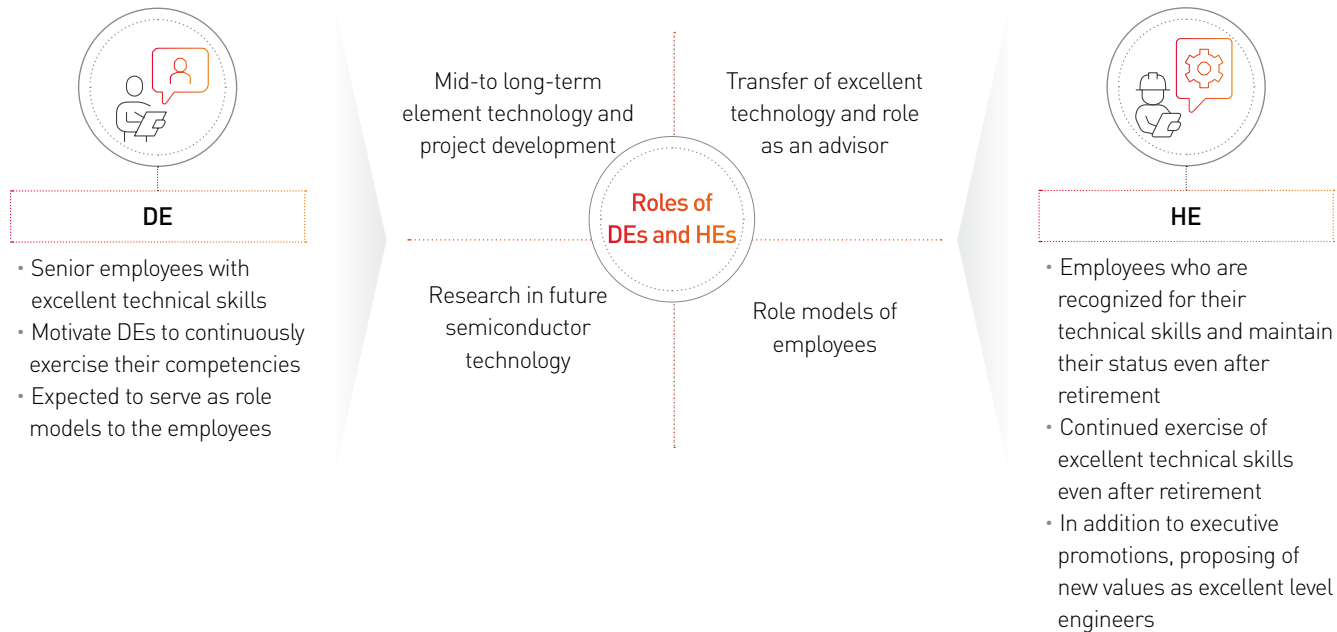 DE
• Senior employees with
excellent technical skills
• Motivate DEs to continuously
exercise their competencies
• Expected to serve as role
models to the employees
Mid-to long-term
element technology and
project development
Transfer of excellent
technology and role
as an advisor
Roles of
DEs and HEs
Research in future
semiconductor
technology
Role models of
employees
HE
• Employees who are
recognized for their
technical skills and maintain
their status even after
retirement
• Continued exercise of
excellent technical skills
even after retirement
• In addition to executive
promotions, proposing of
new values as excellent level
engineers